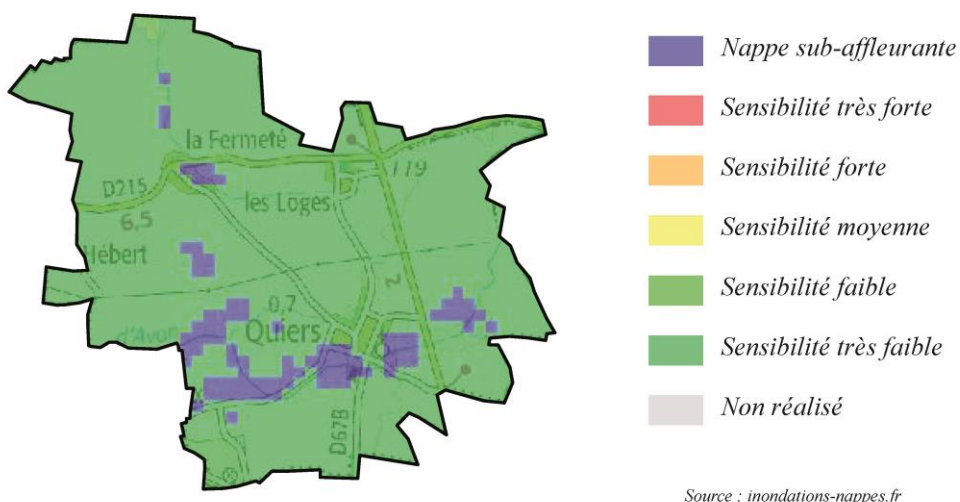 la Fermeté
D215
6,5
les Loges
119
Hébert
2
0,7
d'Avon
Quiers
D67B
Nappe sub-affleurante
Sensibilité très forte
Sensibilité forte
Sensibilité moyenne
Sensibilité faible
Sensibilité très faible
Non réalisé
Source : inondations-nappes.fr